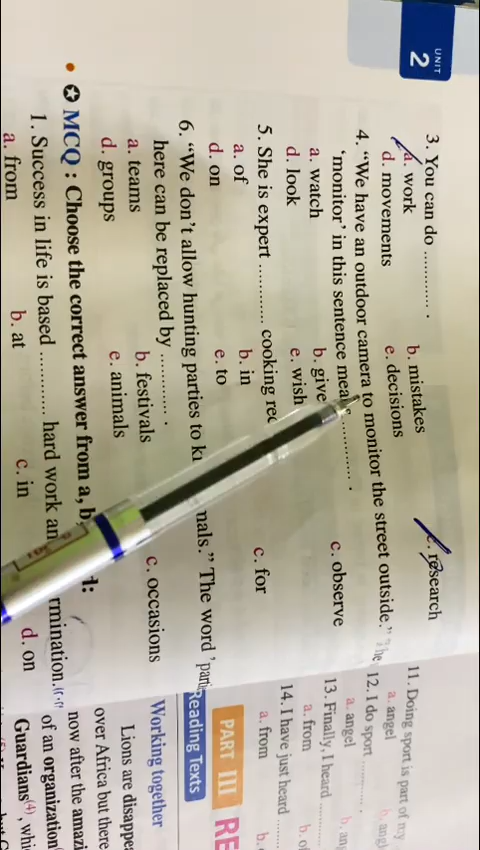 UNIT
2
3. You can do ............ .
a. work b. mistakes c. research
d. movements e. decisions
4. “We have an outdoor camera to monitor the street outside.” The
‘monitor’ in this sentence means ............ .
a. watch b. give c. observe
d. look e. wish
5. She is expert ............ cooking
a. of b. in c. for
d. on e. to
6. “We don’t allow hunting parties to nals.” The word
here can be replaced by ............ .
a. teams b. festivals c. occasions
d. groups e. animals
MCQ : Choose the correct answer from a, b
1. Success in life is based ............ hard work an rmination.
a. from b. at c. in d. on
11. Doing sport is part of my
a. angel
12. I do sport ............ .
a. angel
13. Finally, I heard ............
a. from
14. I have just heard
a. from b.
PART III
RE
Reading Texts
Working together
Lions are disappe
over Africa but there
now after the amazi
of an organization
Guardians(4), whi